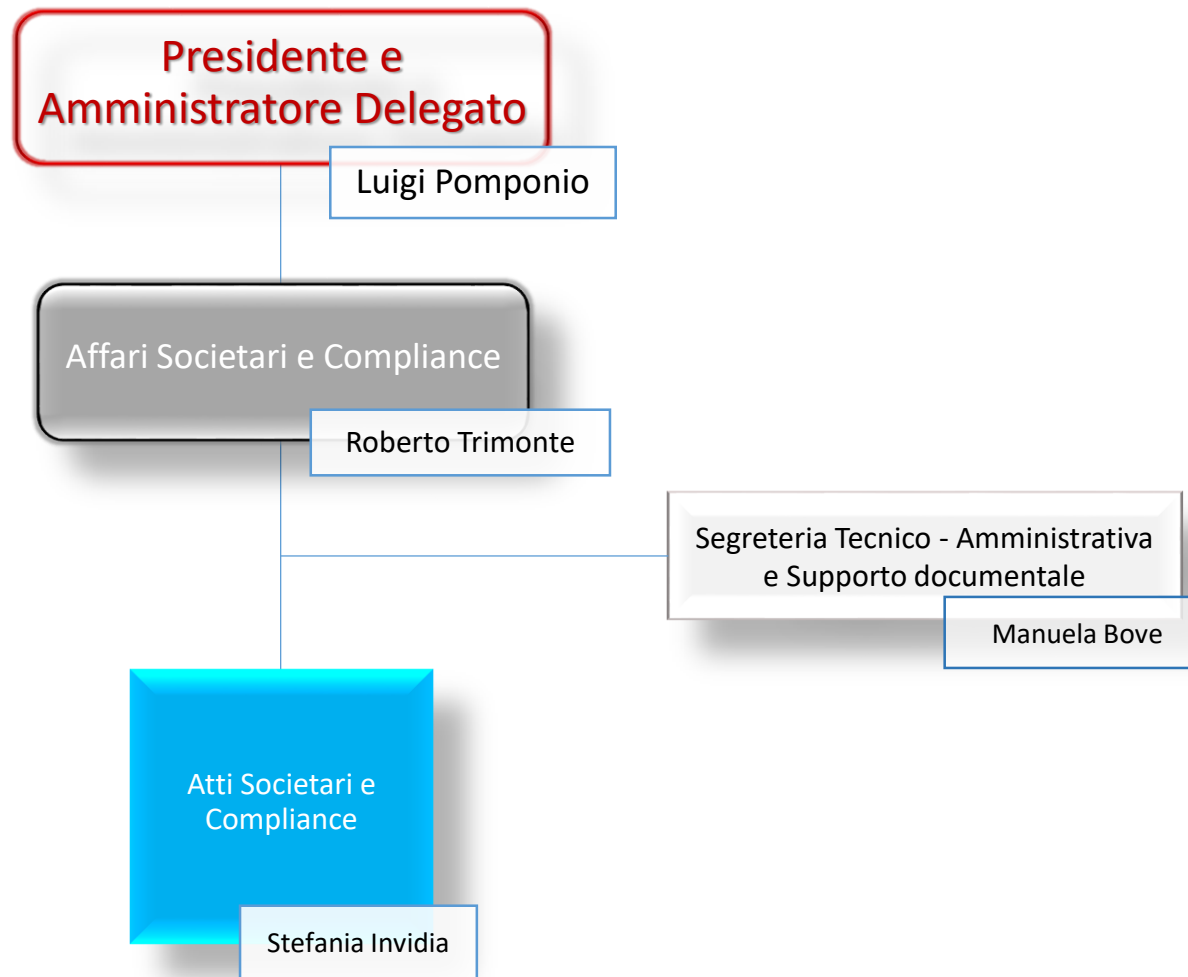 Presidente e
Amministratore Delegato
Luigi Pomponio
Affari Societari e Compliance
Roberto Trimonte
Segreteria Tecnico - Amministrativa
e Supporto documentale
Manuela Bove
Atti Societari e
Compliance
Stefania Invidia